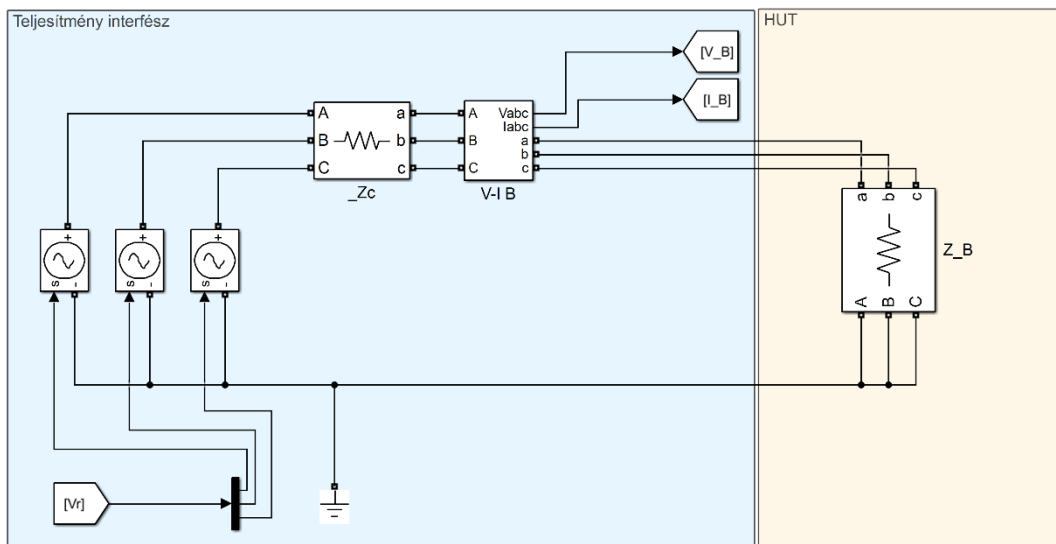 Teljesítmény interfész
HUT
[V_B]
[I_B]
A
a
B
b
C
c
_Zc
A
B
C
Vabc
Iabc
a
b
c
V-I B
+
s
-
+
s
-
+
s
-
a
b
c
A
B
C
Z_B
[Vr]